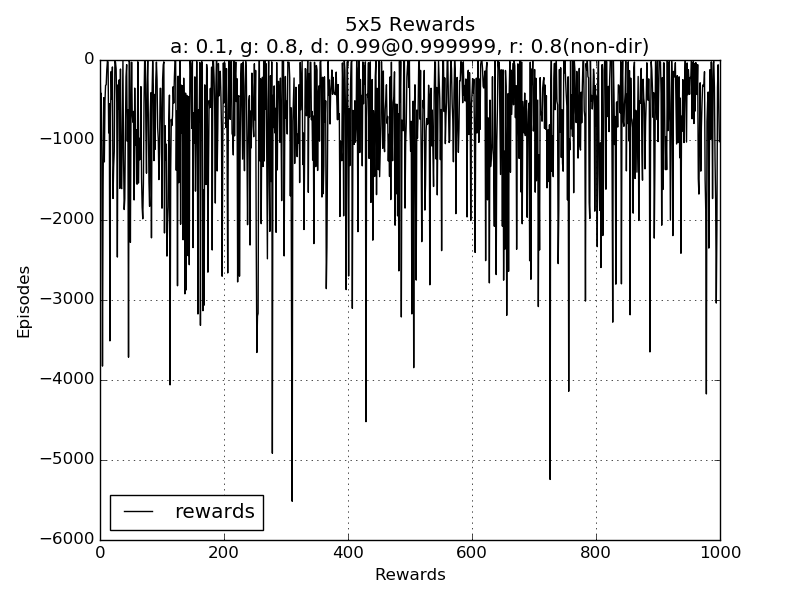 5x5 Rewards
a: 0.1, g: 0.8, d: 0.99@0.999999, r: 0.8(non-dir)
0
−1000
−2000
−3000
−4000
−5000
−6000
Episodes
rewards
0 200 400 600 800 1000
Rewards